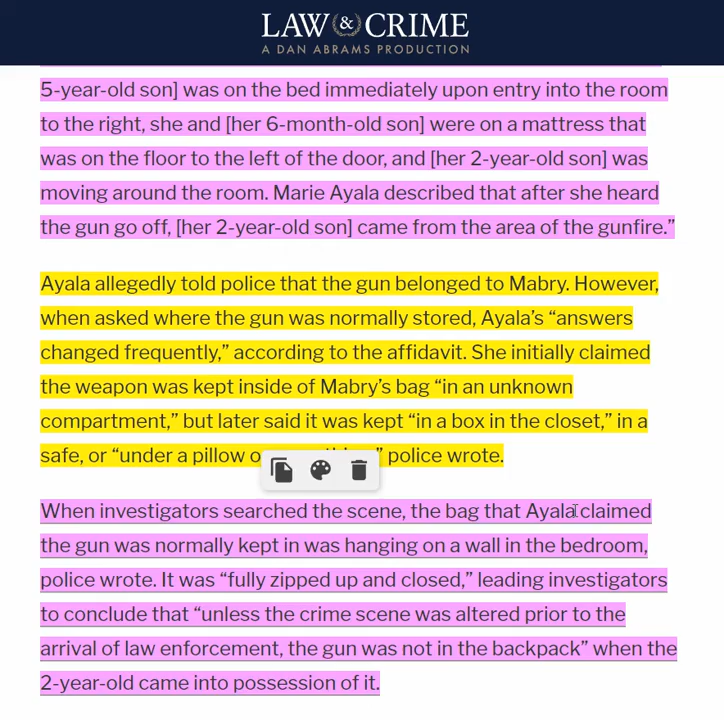 LAW & CRIME
A DAN ABRAMS PRODUCTION
5-year-old son] was on the bed immediately upon entry into the room
to the right, she and [her 6-month-old son] were on a mattress that
was on the floor to the left of the door, and [her 2-year-old son] was
moving around the room. Marie Ayala described that after she heard
the gun go off, [her 2-year-old son] came from the area of the gunfire.”
Ayala allegedly told police that the gun belonged to Mabry. However,
when asked where the gun was normally stored, Ayala’s “answers
changed frequently,” according to the affidavit. She initially claimed
the weapon was kept inside of Mabry’s bag “in an unknown
compartment,” but later said it was kept “in a box in the closet,” in a
safe, or “under a pillow police wrote.
When investigators searched the scene, the bag that Ayala claimed
the gun was normally kept in was hanging on a wall in the bedroom,
police wrote. It was “fully zipped up and closed,” leading investigators
to conclude that “unless the crime scene was altered prior to the
arrival of law enforcement, the gun was not in the backpack” when the
2-year-old came into possession of it.